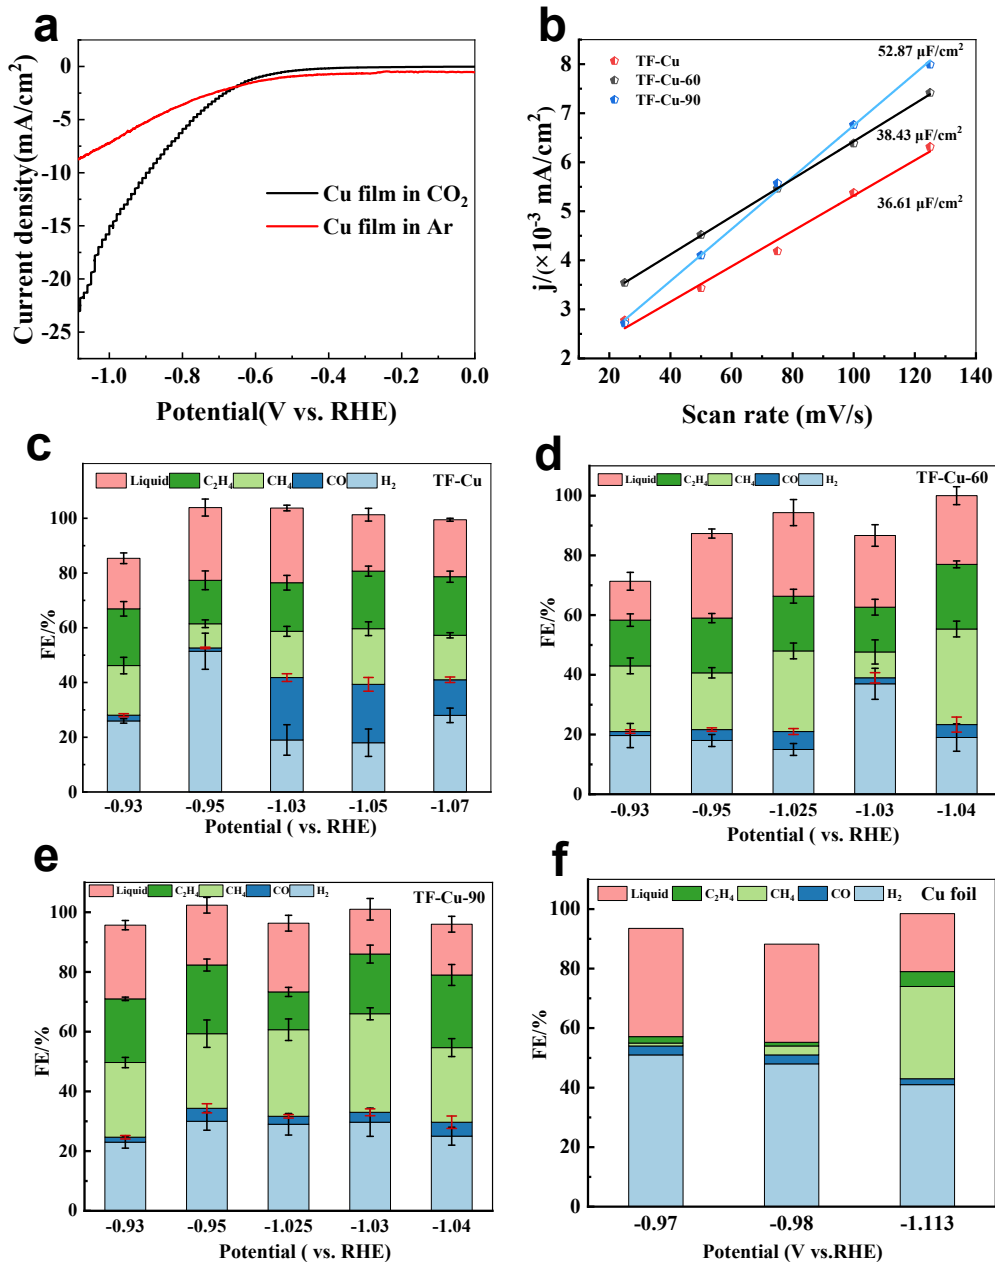 a
0
-5
-10
-15
-20
-25
Current density(mA/cm²)
Cu film in CO₂
Cu film in Ar
-1.0 -0.8 -0.6 -0.4 -0.2 0.0
Potential(V vs. RHE)
b
8
7
6
5
4
3
2
j/(×10⁻³ mA/cm²)
TF-Cu
TF-Cu-60
TF-Cu-90
52.87 μF/cm²
38.43 μF/cm²
36.61 μF/cm²
20 40 60 80 100 120 140
Scan rate (mV/s)
c
Liquid C₂H₄ CH₄ CO H₂
TF-Cu
100
80
60
40
20
0
FE/%
-0.93 -0.95 -1.03 -1.05 -1.07
Potential ( vs. RHE)
d
Liquid C₂H₄ CH₄ CO H₂
TF-Cu-60
100
80
60
40
20
0
FE/%
-0.93 -0.95 -1.025 -1.03 -1.04
Potential ( vs. RHE)
e
Liquid C₂H₄ CH₄ CO H₂
TF-Cu-90
100
80
60
40
20
0
FE/%
-0.93 -0.95 -1.025 -1.03 -1.04
Potential ( vs. RHE)
f
Liquid C₂H₄ CH₄ CO H₂
Cu foil
100
80
60
40
20
0
FE/%
-0.97 -0.98 -1.113
Potential (V vs.RHE)